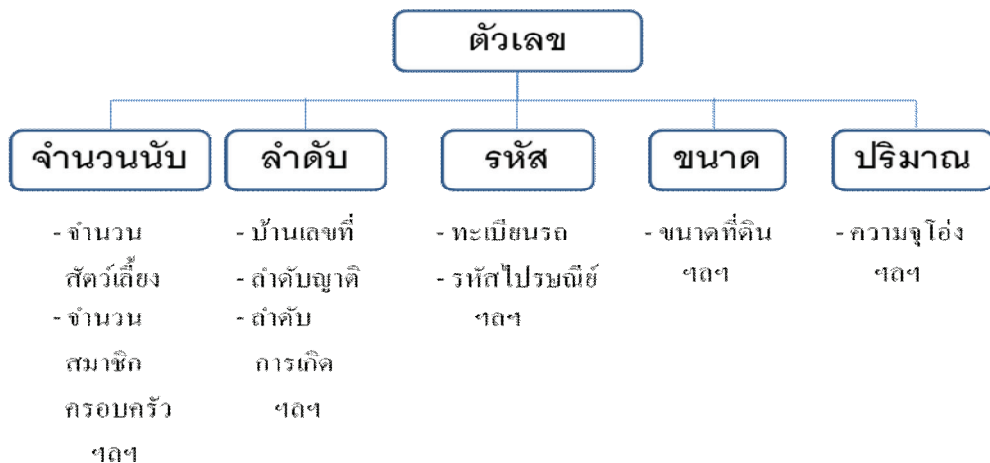 ตัวเลข
จำนวนนับ
ลำดับ
รหัส
ขนาด
ปริมาณ
- จำนวน
สัตว์เลี้ยง
- จำนวน
สมาชิก
ครอบครัว
ฯลฯ
- บ้านเลขที่
- ลำดับญาติ
- ลำดับ
การเกิด
ฯลฯ
- ทะเบียนรถ
- รหัสไปรษณีย์
ฯลฯ
- ขนาดที่ดิน
ฯลฯ
- ความจุโอ่ง
ฯลฯ